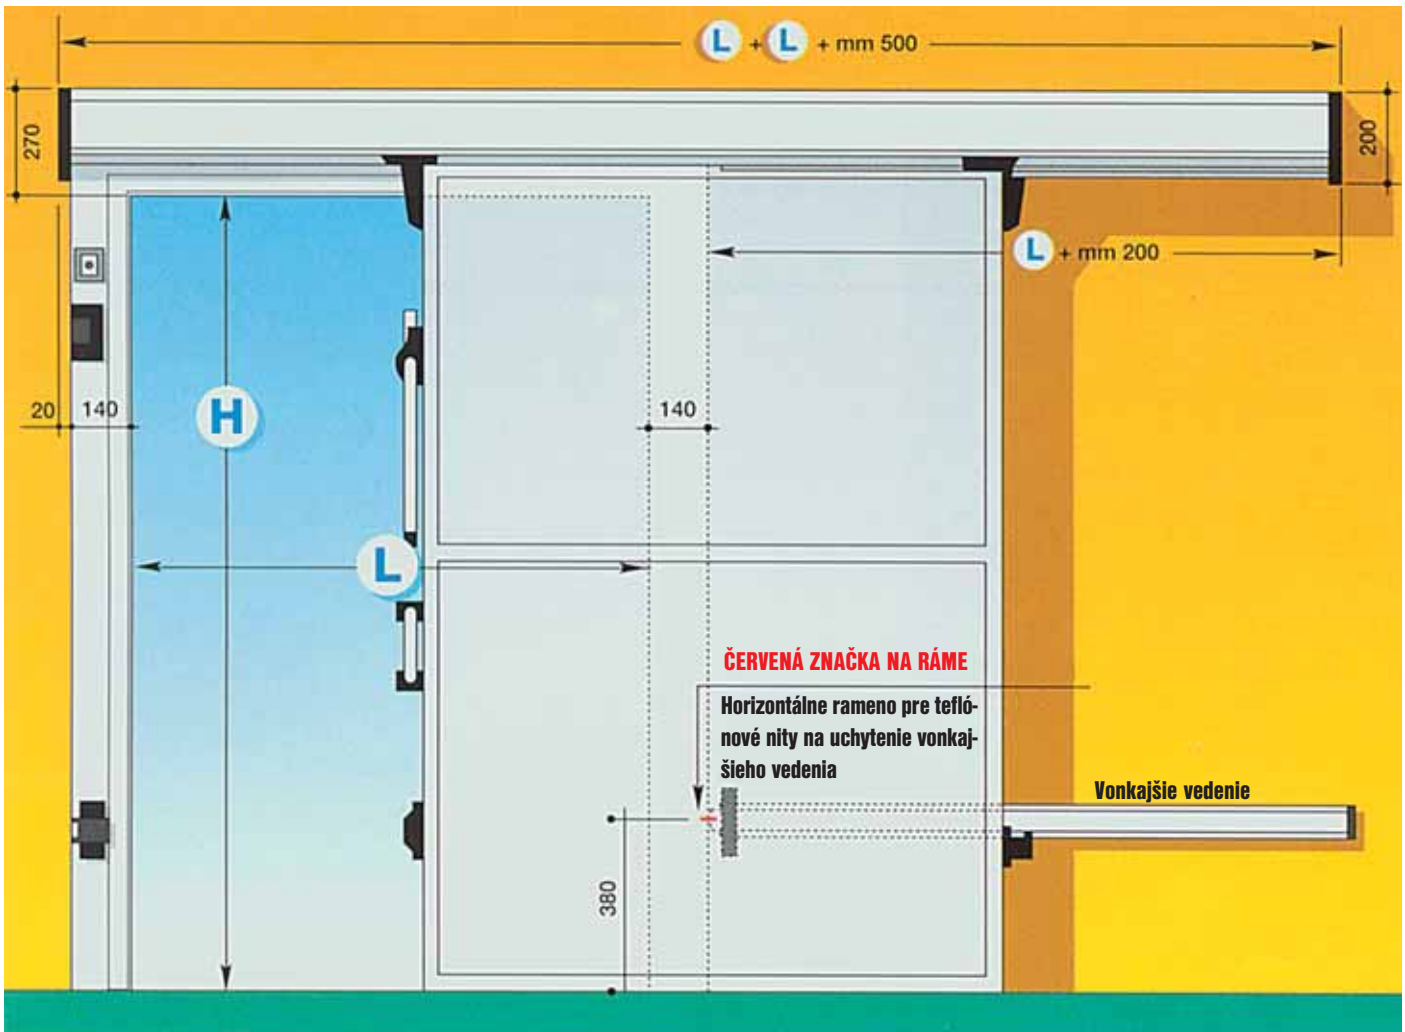 L + L + mm 500
270
200
L + mm 200
20
140
H
140
L
ČERVENÁ ZNAČKA NA RÁME
Horizontálne rameno pre tefló-
nové nity na uchytenie vonkaj-
šieho vedenia
Vonkajšie vedenie
380